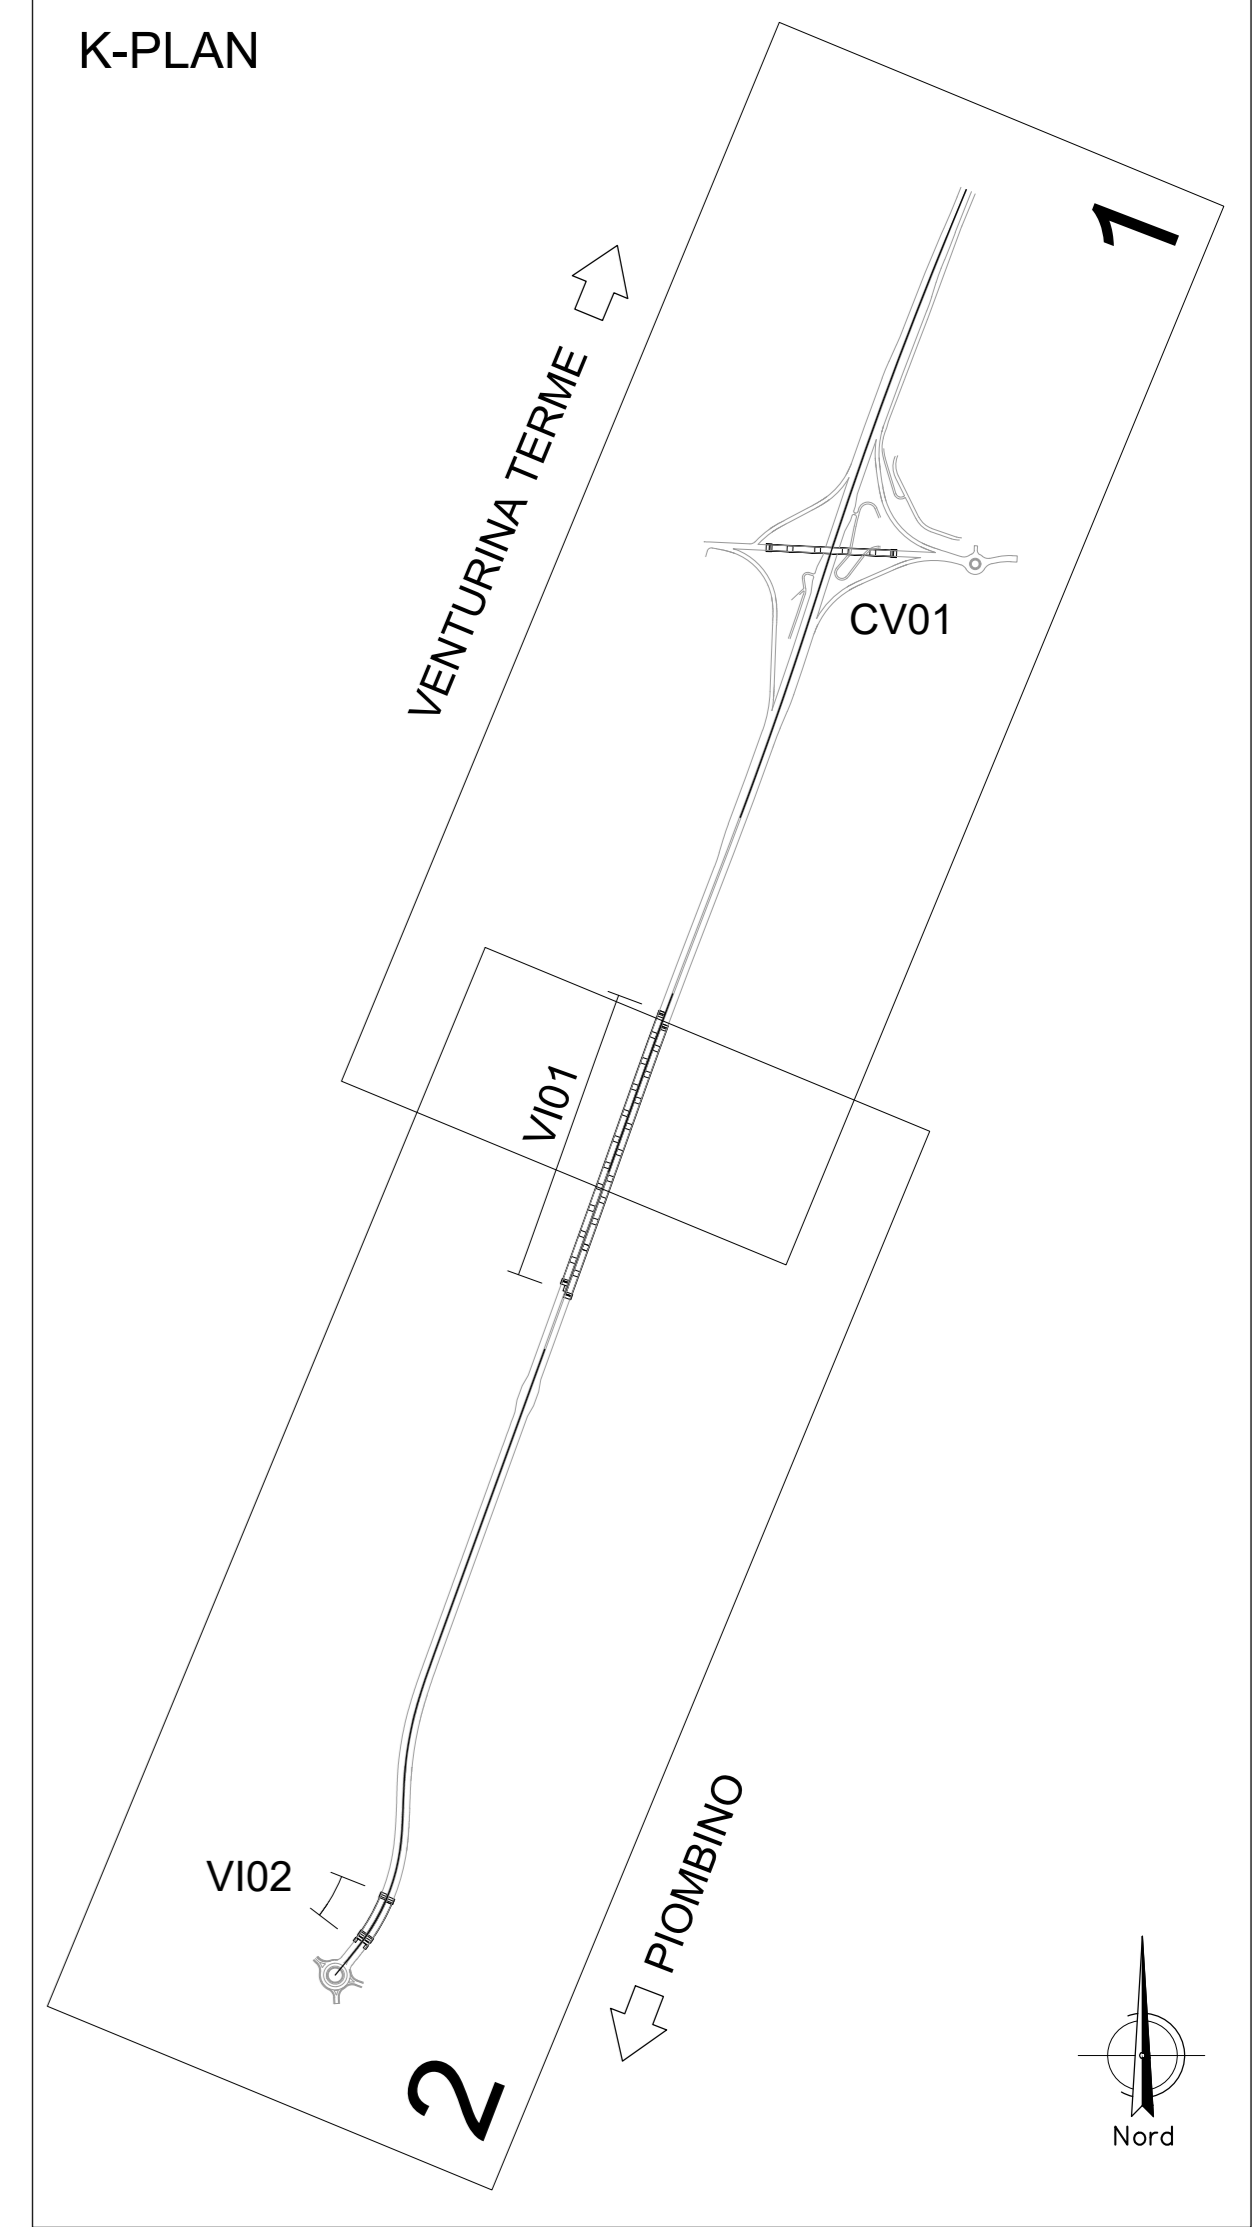 K-PLAN
1
VENTURINA TERME
CV01
VI01
VI02
PIOMBINO
2
Nord